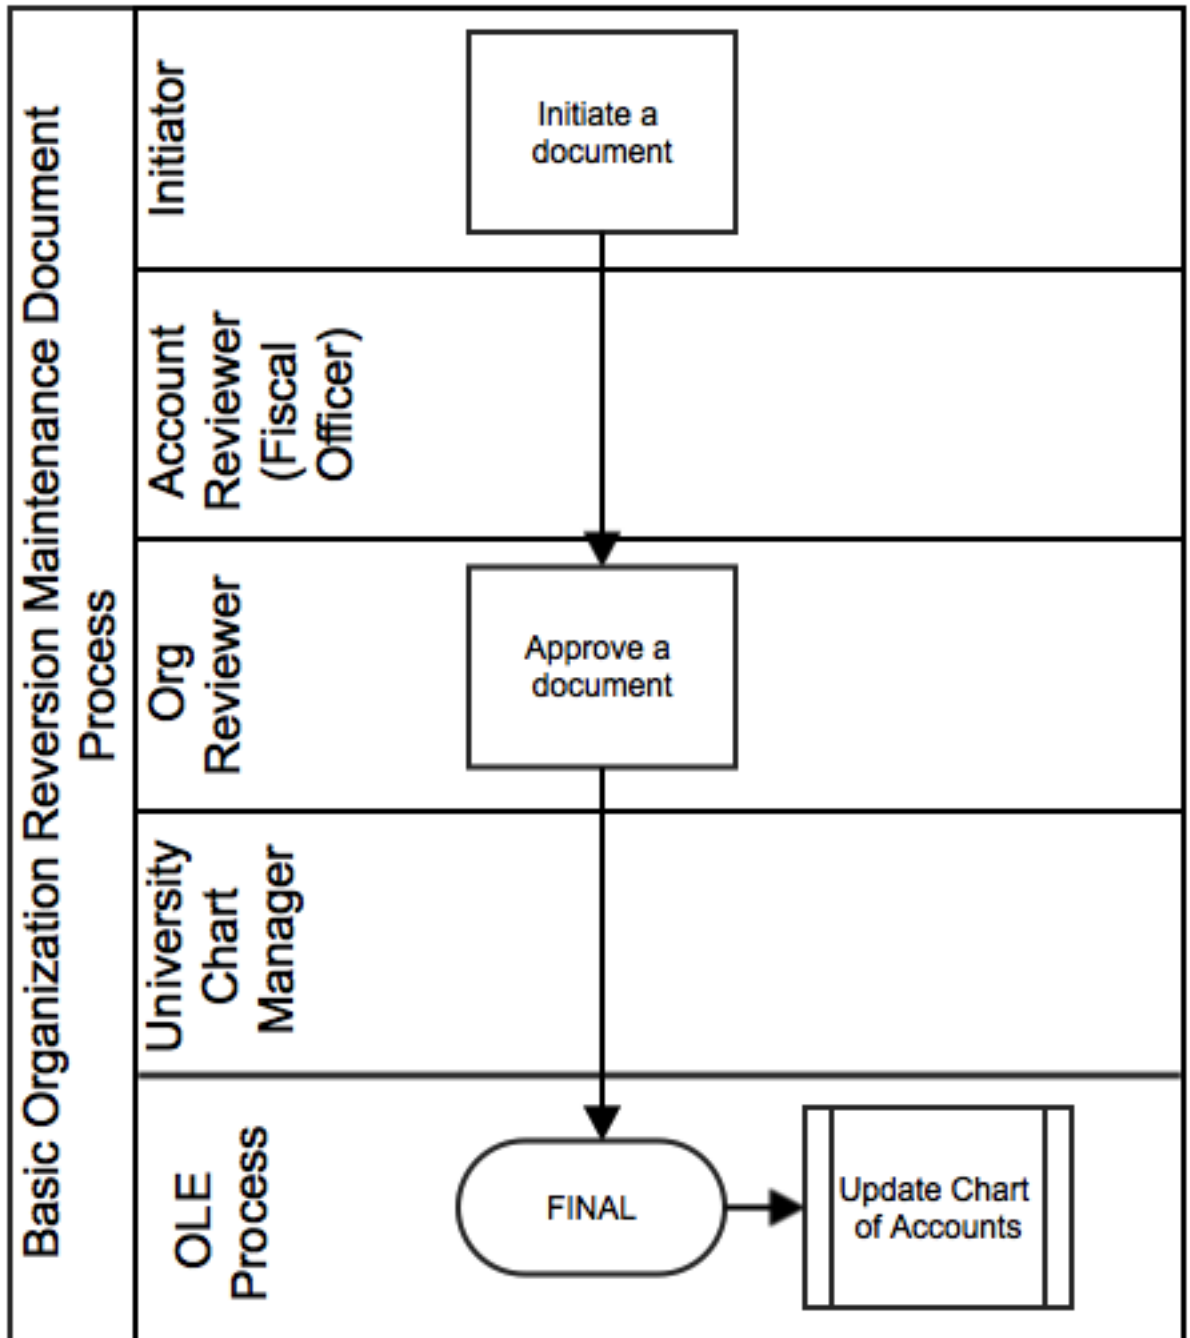 Basic Organization Reversion Maintenance Document
Process
Initiator
Initiate a
document
Account
Reviewer
(Fiscal
Officer)
Org
Reviewer
Approve a
document
University
Chart
Manager
OLE
Process
FINAL
Update Chart
of Accounts